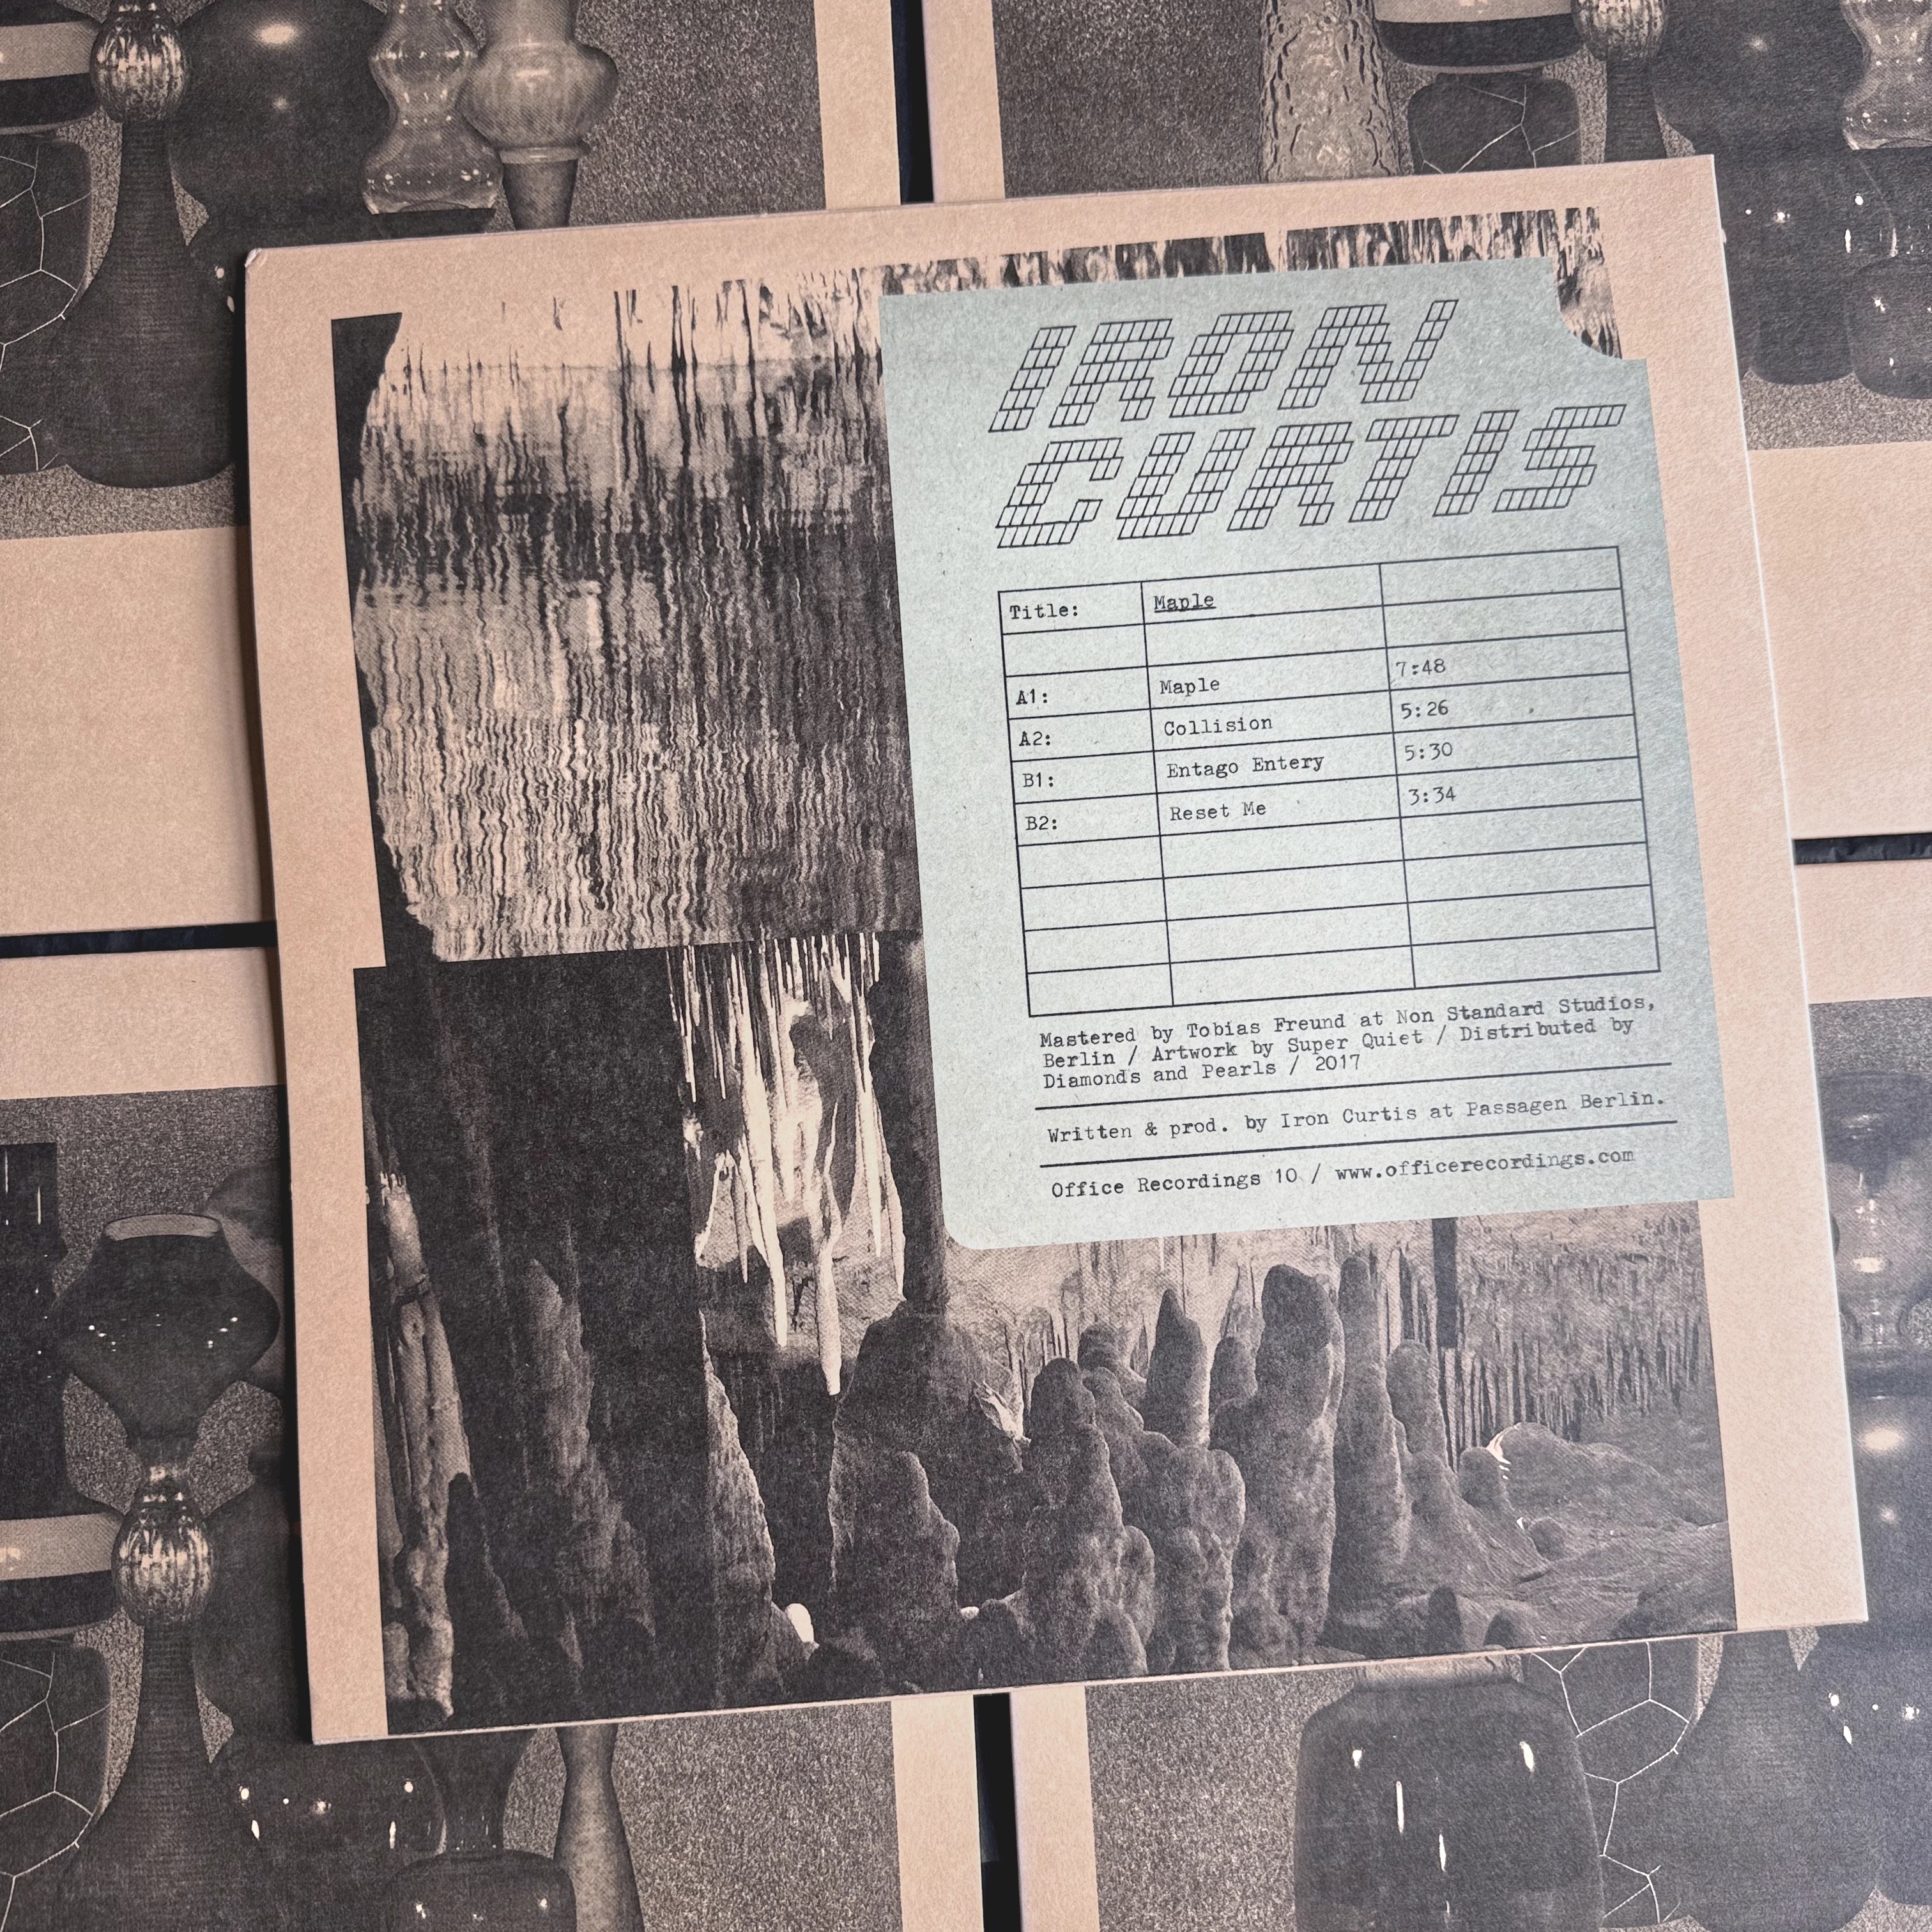 IRON
CURTIS
Title: Maple
A1: Maple 7:48
A2: Collision 5:26
B1: Entago Entery 5:30
B2: Reset Me 3:34
Mastered by Tobias Freund at Non Standard Studios,
Berlin / Artwork by Super Quiet / Distributed by
Diamonds and Pearls / 2017
Written & prod. by Iron Curtis at Passagen Berlin.
Office Recordings 10 / www.officerecordings.com